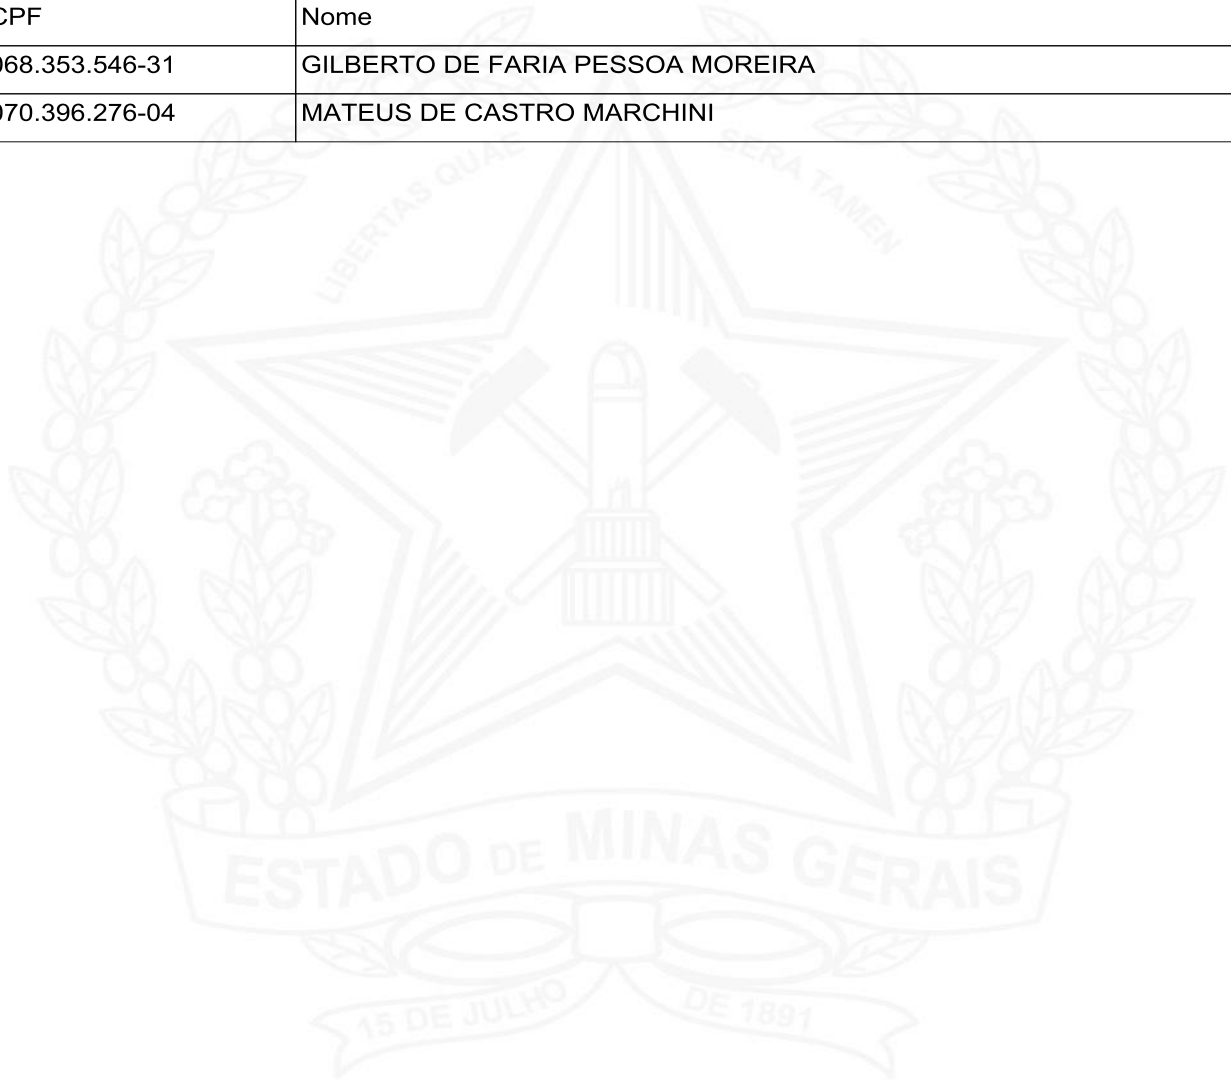 CPF Nome
068.353.546-31 GILBERTO DE FARIA PESSOA MOREIRA
070.396.276-04 MATEUS DE CASTRO MARCHINI
LIBERTAS QUAE SERA TAMEN
ESTADO DE MINAS GERAIS
15 DE JULHO DE 1891